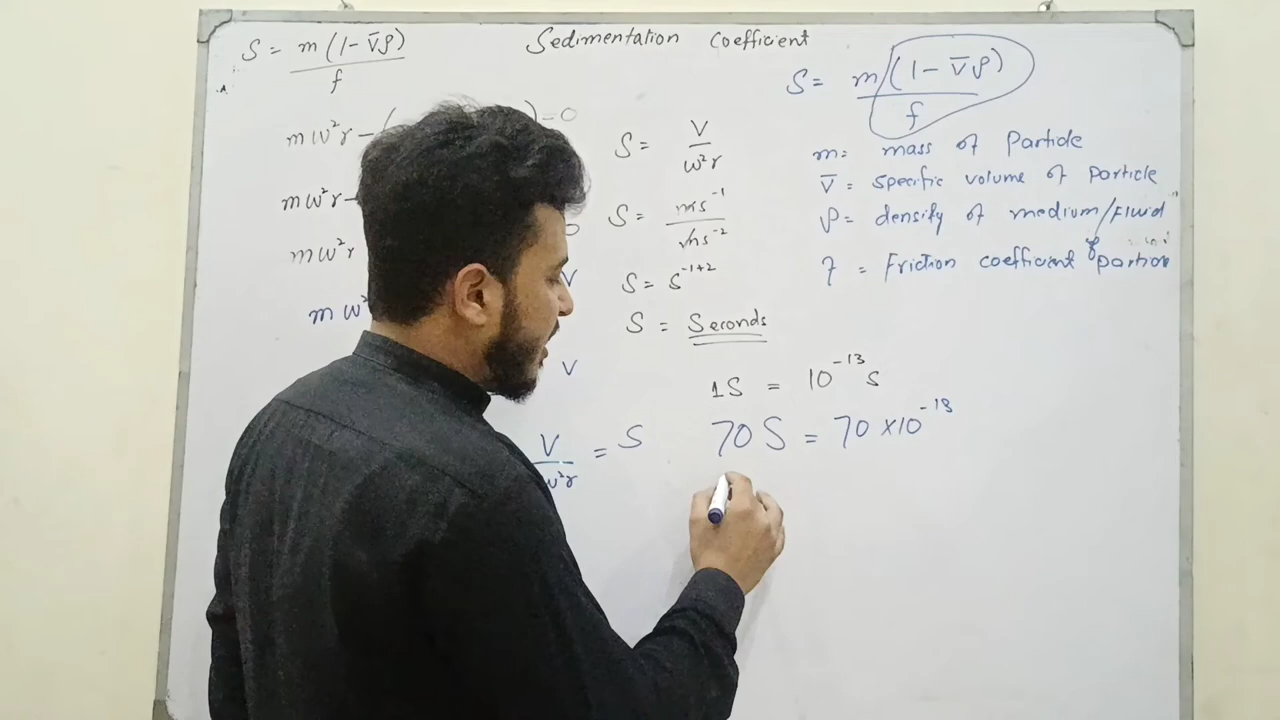 Sedimentation Coefficient
S = m(1 - V̄ρ) / f
mω²r - ( ) = 0
mω²r -
mω²r
mω²
V
V
V / ω²r = S
S = V / ω²r
S = ms⁻¹ / ms⁻²
S = s⁻¹⁺²
S = Seconds
1S = 10⁻¹³ s
70 S = 70 × 10⁻¹³
S = m(1 - V̄ρ) / f
m = mass of Particle
V̄ = specific volume of particle
ρ = density of medium/Fluid
f = Friction coefficient of